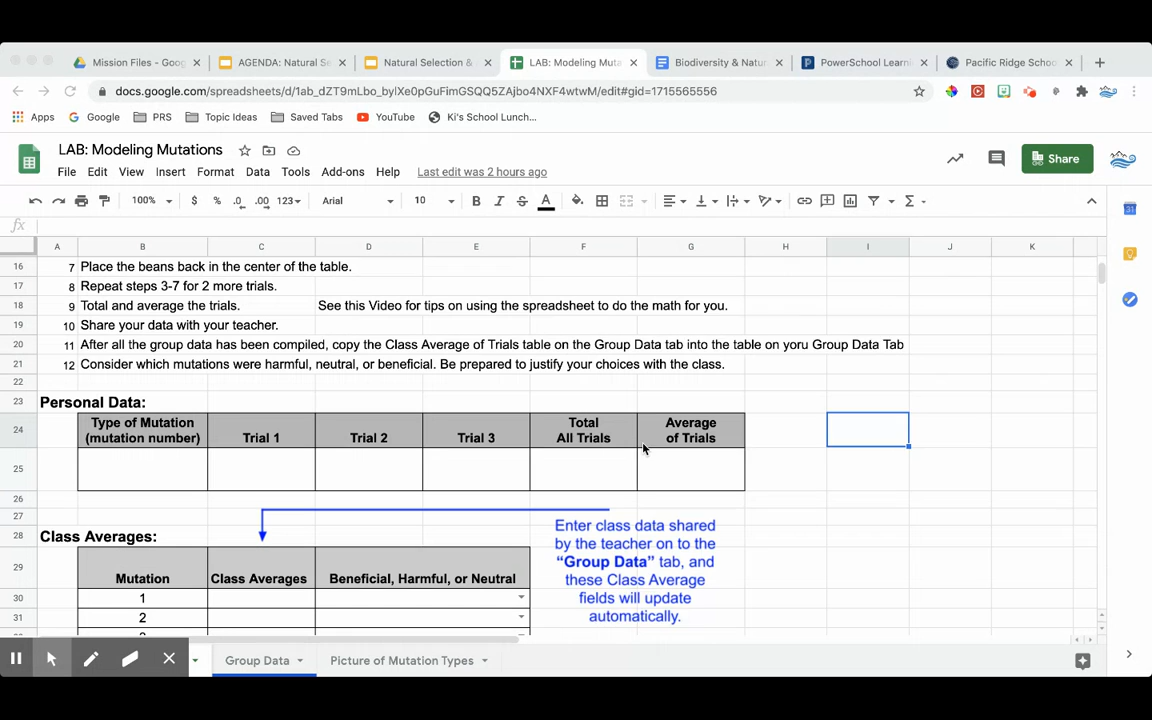 Mission Files - Goog
AGENDA: Natural Se
Natural Selection &
LAB: Modeling Muta
Biodiversity & Natur
PowerSchool Learni
Pacific Ridge Schoo
docs.google.com/spreadsheets/d/1ab_dZT9mLbo_bylXe0pGuFimGSQQ5ZAjbo4NXF4wtwM/edit#gid=1715565556
Apps Google PRS Topic Ideas Saved Tabs YouTube Ki's School Lunch...
LAB: Modeling Mutations
File Edit View Insert Format Data Tools Add-ons Help Last edit was 2 hours ago
Share
100% $ % .0 .00 123 Arial 10 B I S A
fx
A B C D E F G H I J K
16 7 Place the beans back in the center of the table.
17 8 Repeat steps 3-7 for 2 more trials.
18 9 Total and average the trials. See this Video for tips on using the spreadsheet to do the math for you.
19 10 Share your data with your teacher.
20 11 After all the group data has been compiled, copy the Class Average of Trials table on the Group Data tab into the table on yoru Group Data Tab
21 12 Consider which mutations were harmful, neutral, or beneficial. Be prepared to justify your choices with the class.
22
23 Personal Data:
24 Type of Mutation
(mutation number) Trial 1 Trial 2 Trial 3 Total
All Trials Average
of Trials
25
26
27
28 Class Averages:
Enter class data shared
by the teacher on to the
“Group Data” tab, and
these Class Average
fields will update
automatically.
29 Mutation Class Averages Beneficial, Harmful, or Neutral
30 1
31 2
Group Data Picture of Mutation Types